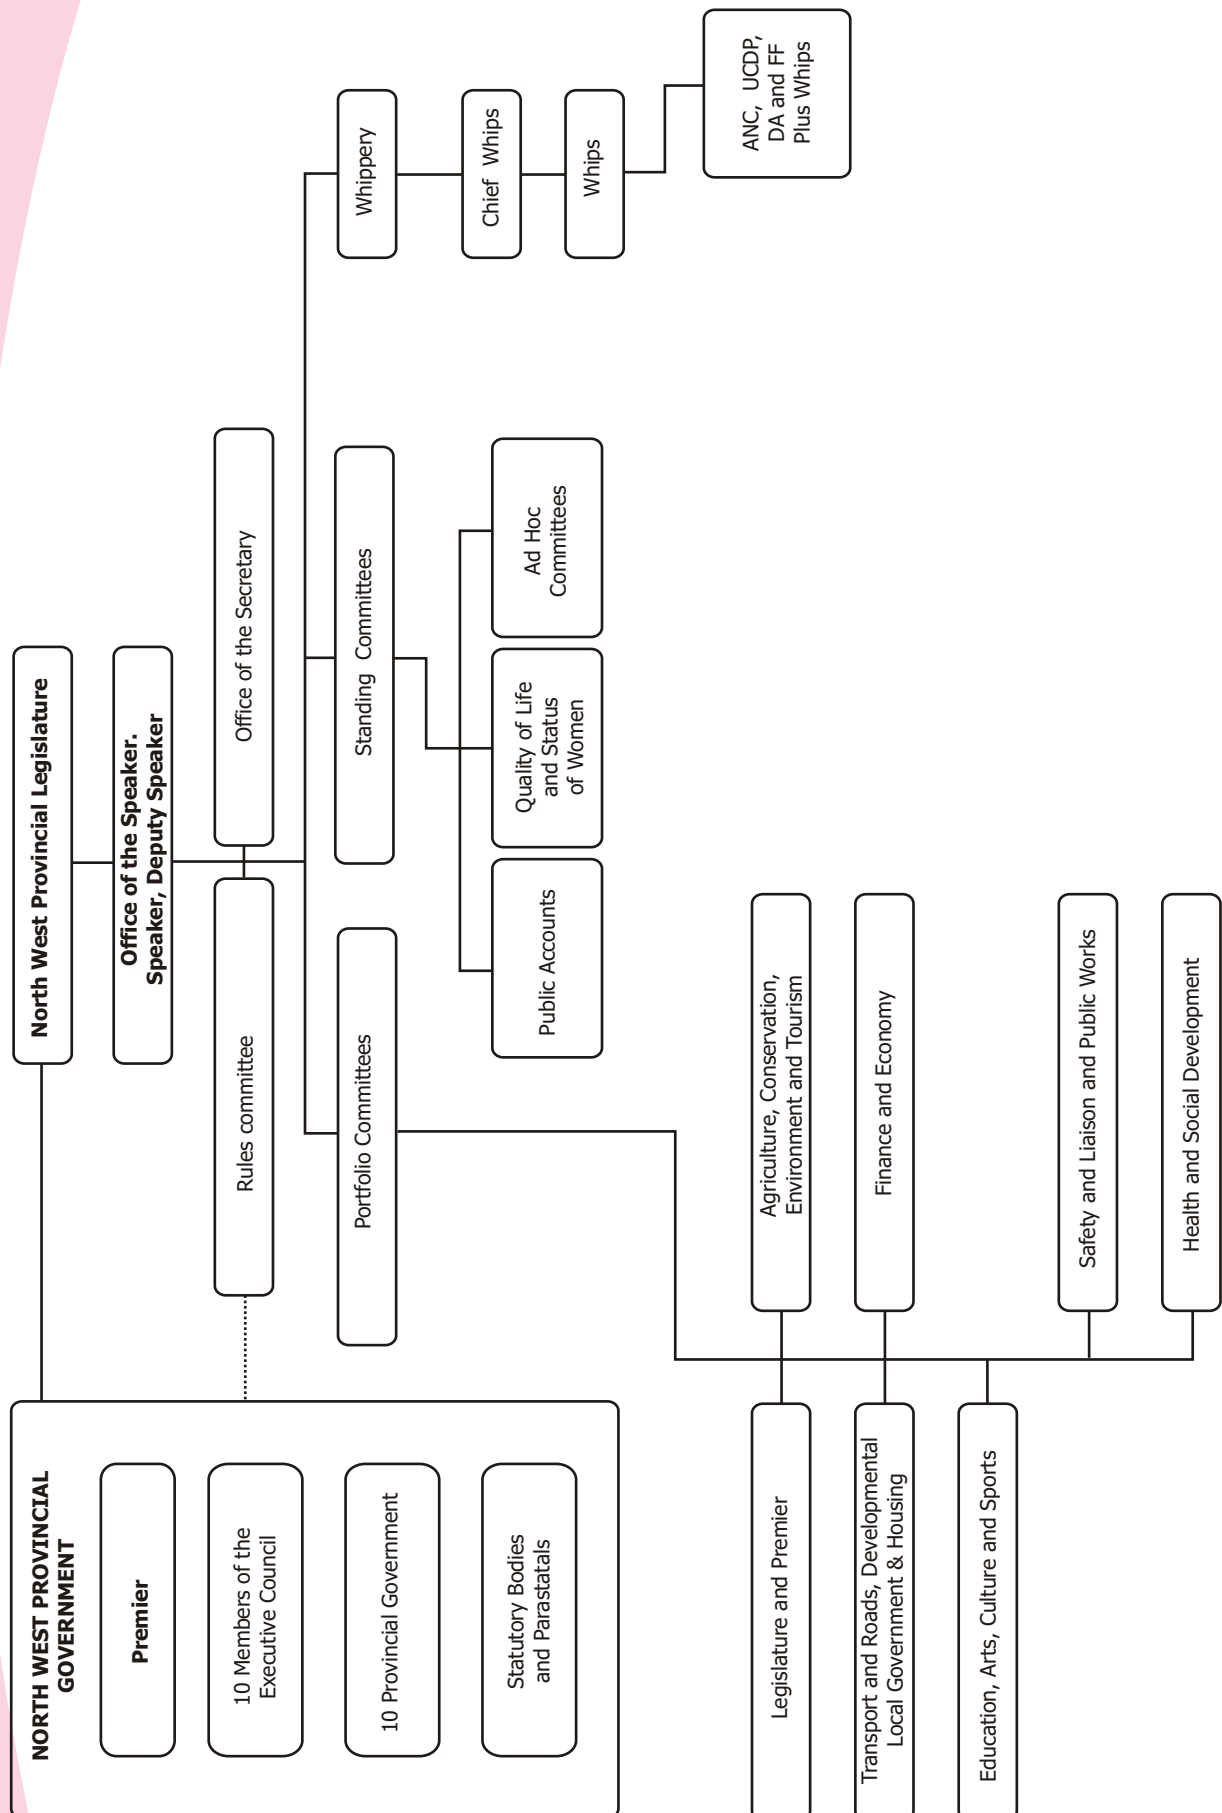 NORTH WEST PROVINCIAL
GOVERNMENT
Premier
10 Members of the
Executive Council
10 Provincial Government
Statutory Bodies
and Parastatals
North West Provincial Legislature
Office of the Speaker.
Speaker, Deputy Speaker
Rules committee
Office of the Secretary
Portfolio Committees
Standing Committees
Whippery
Chief Whips
Whips
ANC, UCDP,
DA and FF
Plus Whips
Public Accounts
Quality of Life
and Status
of Women
Ad Hoc
Committees
Legislature and Premier
Agriculture, Conservation,
Environment and Tourism
Transport and Roads, Developmental
Local Government & Housing
Finance and Economy
Education, Arts, Culture and Sports
Safety and Liaison and Public Works
Health and Social Development